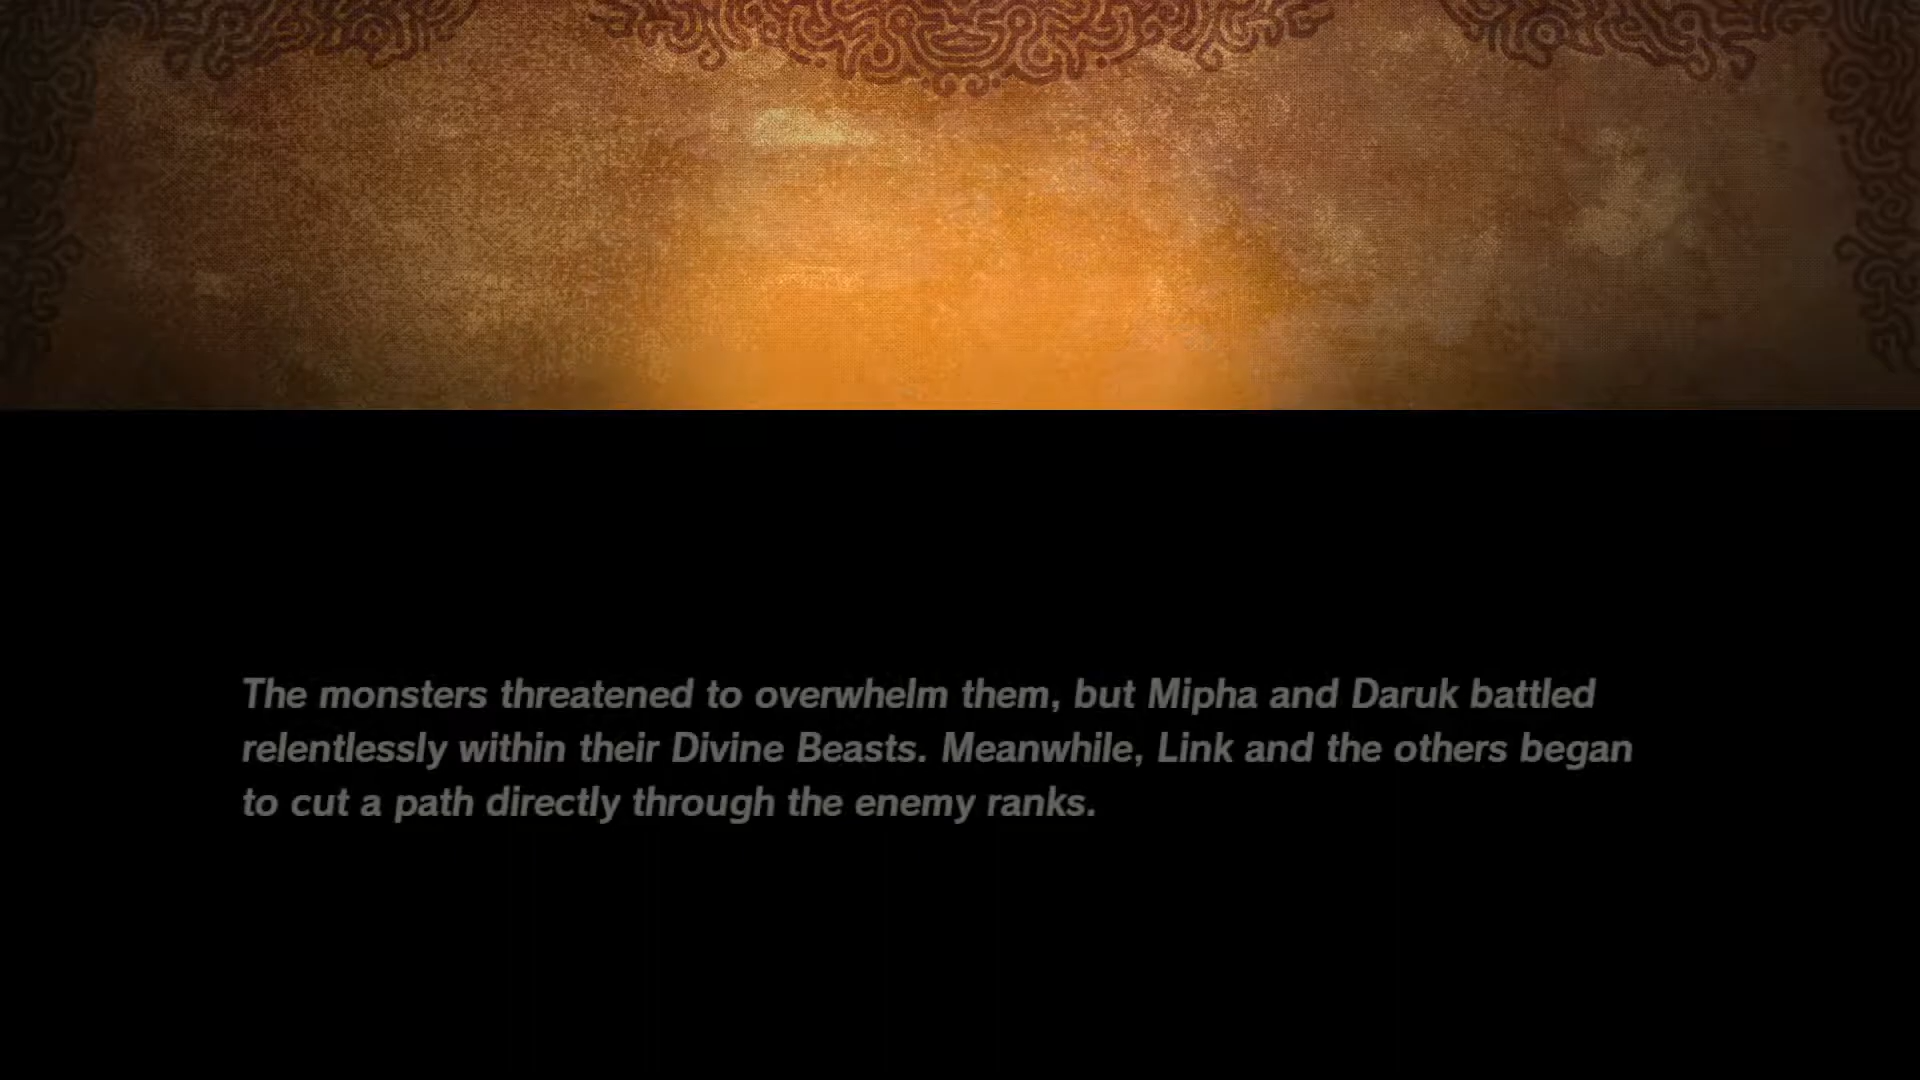 The monsters threatened to overwhelm them, but Mipha and Daruk battled
relentlessly within their Divine Beasts. Meanwhile, Link and the others began
to cut a path directly through the enemy ranks.